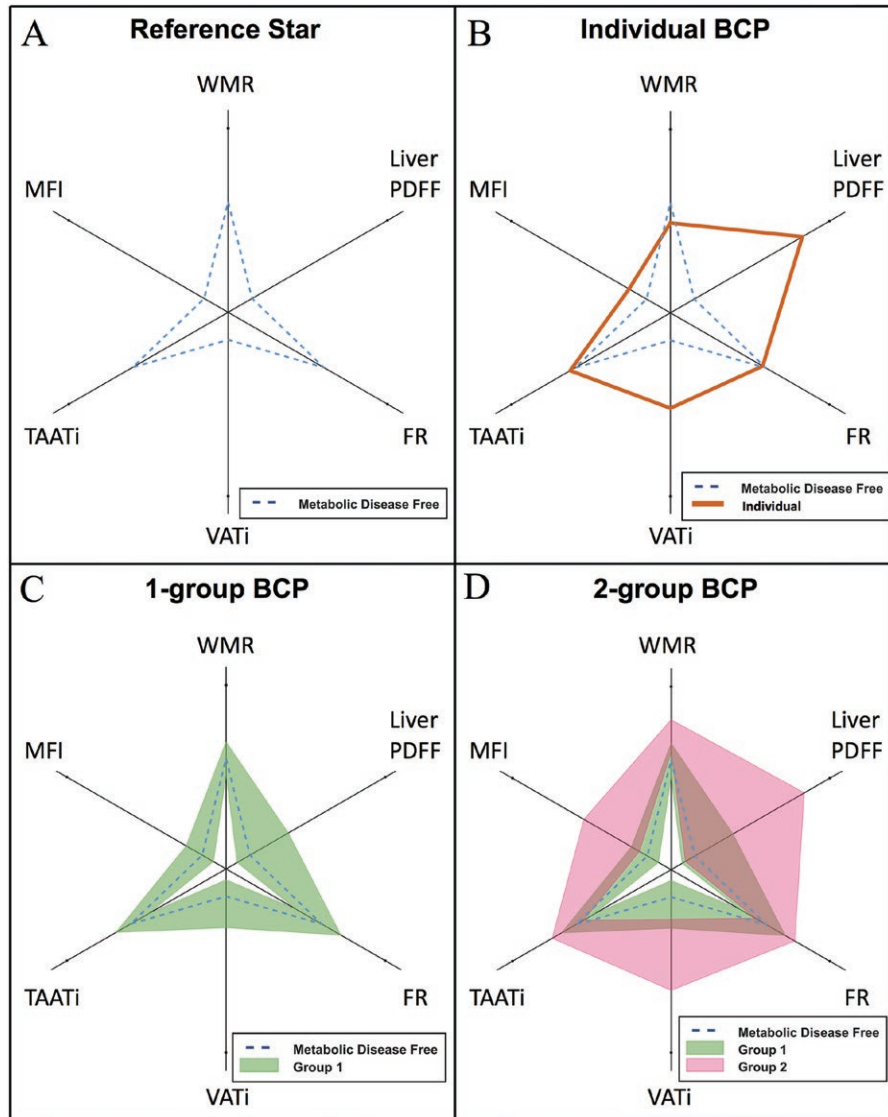 A
Reference Star
WMR
Liver
PDFF
MFI
TAATi
FR
VATi
Metabolic Disease Free
B
Individual BCP
WMR
Liver
PDFF
MFI
TAATi
FR
VATi
Metabolic Disease Free
Individual
C
1-group BCP
WMR
Liver
PDFF
MFI
TAATi
FR
VATi
Metabolic Disease Free
Group 1
D
2-group BCP
WMR
Liver
PDFF
MFI
TAATi
FR
VATi
Metabolic Disease Free
Group 1
Group 2